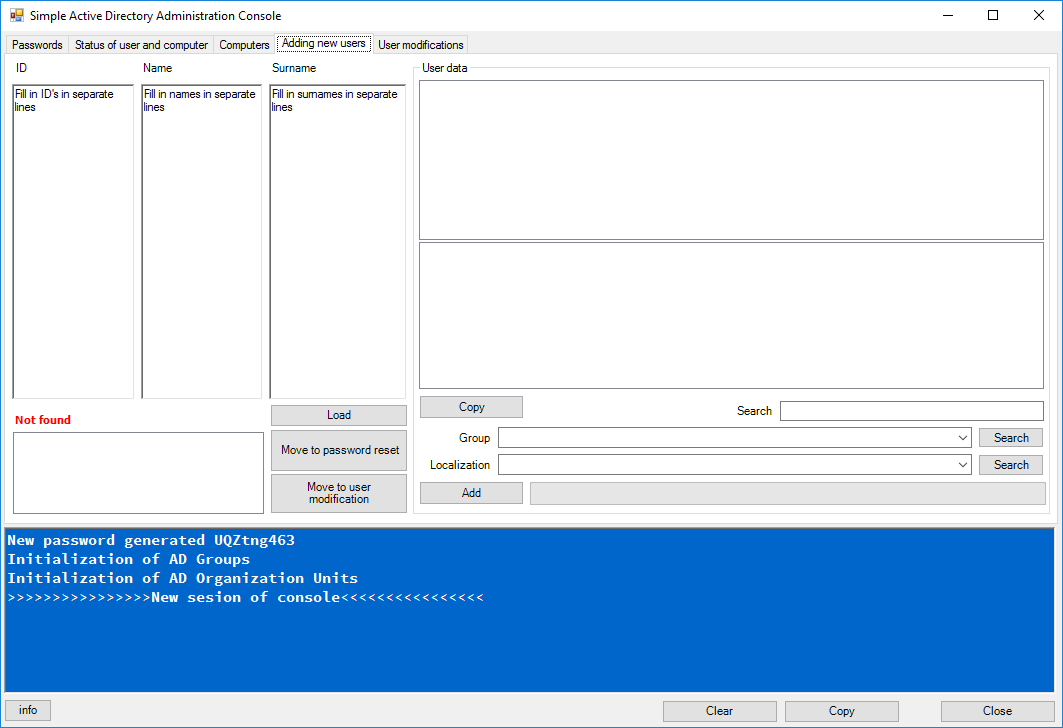 Simple Active Directory Administration Console
Passwords
Status of user and computer
Computers
Adding new users
User modifications
ID
Name
Surname
User data
Fill in ID's in separate
lines
Fill in names in separate
lines
Fill in surnames in separate
lines
Not found
Load
Move to password reset
Move to user
modification
Copy
Search
Group
Search
Localization
Search
Add
New password generated UQZtng463
Initialization of AD Groups
Initialization of AD Organization Units
>>>>>>>>>>>>>>>>New sesion of console<<<<<<<<<<<<<<<<
info
Clear
Copy
Close